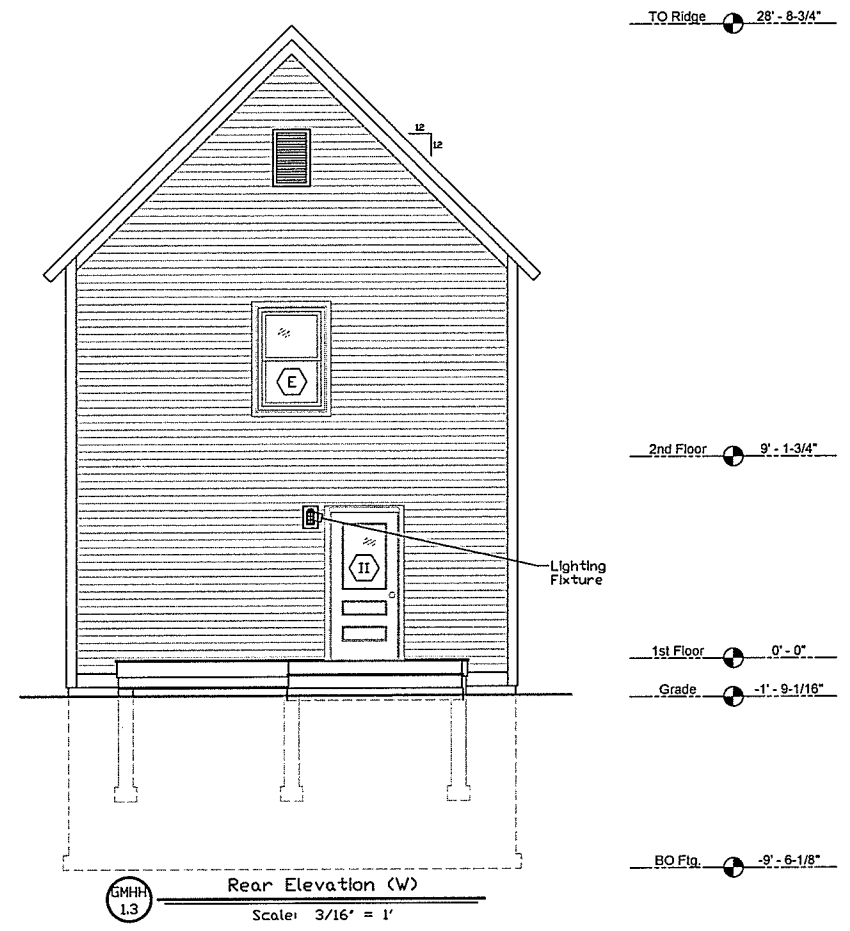 TO Ridge 28' - 8-3/4"
12
12
E
2nd Floor 9' - 1-3/4"
II
Lighting
Fixture
1st Floor 0' - 0"
Grade -1' - 9-1/16"
BO Ftg. -9' - 6-1/8"
GMHH
1.3
Rear Elevation (W)
Scale: 3/16" = 1'